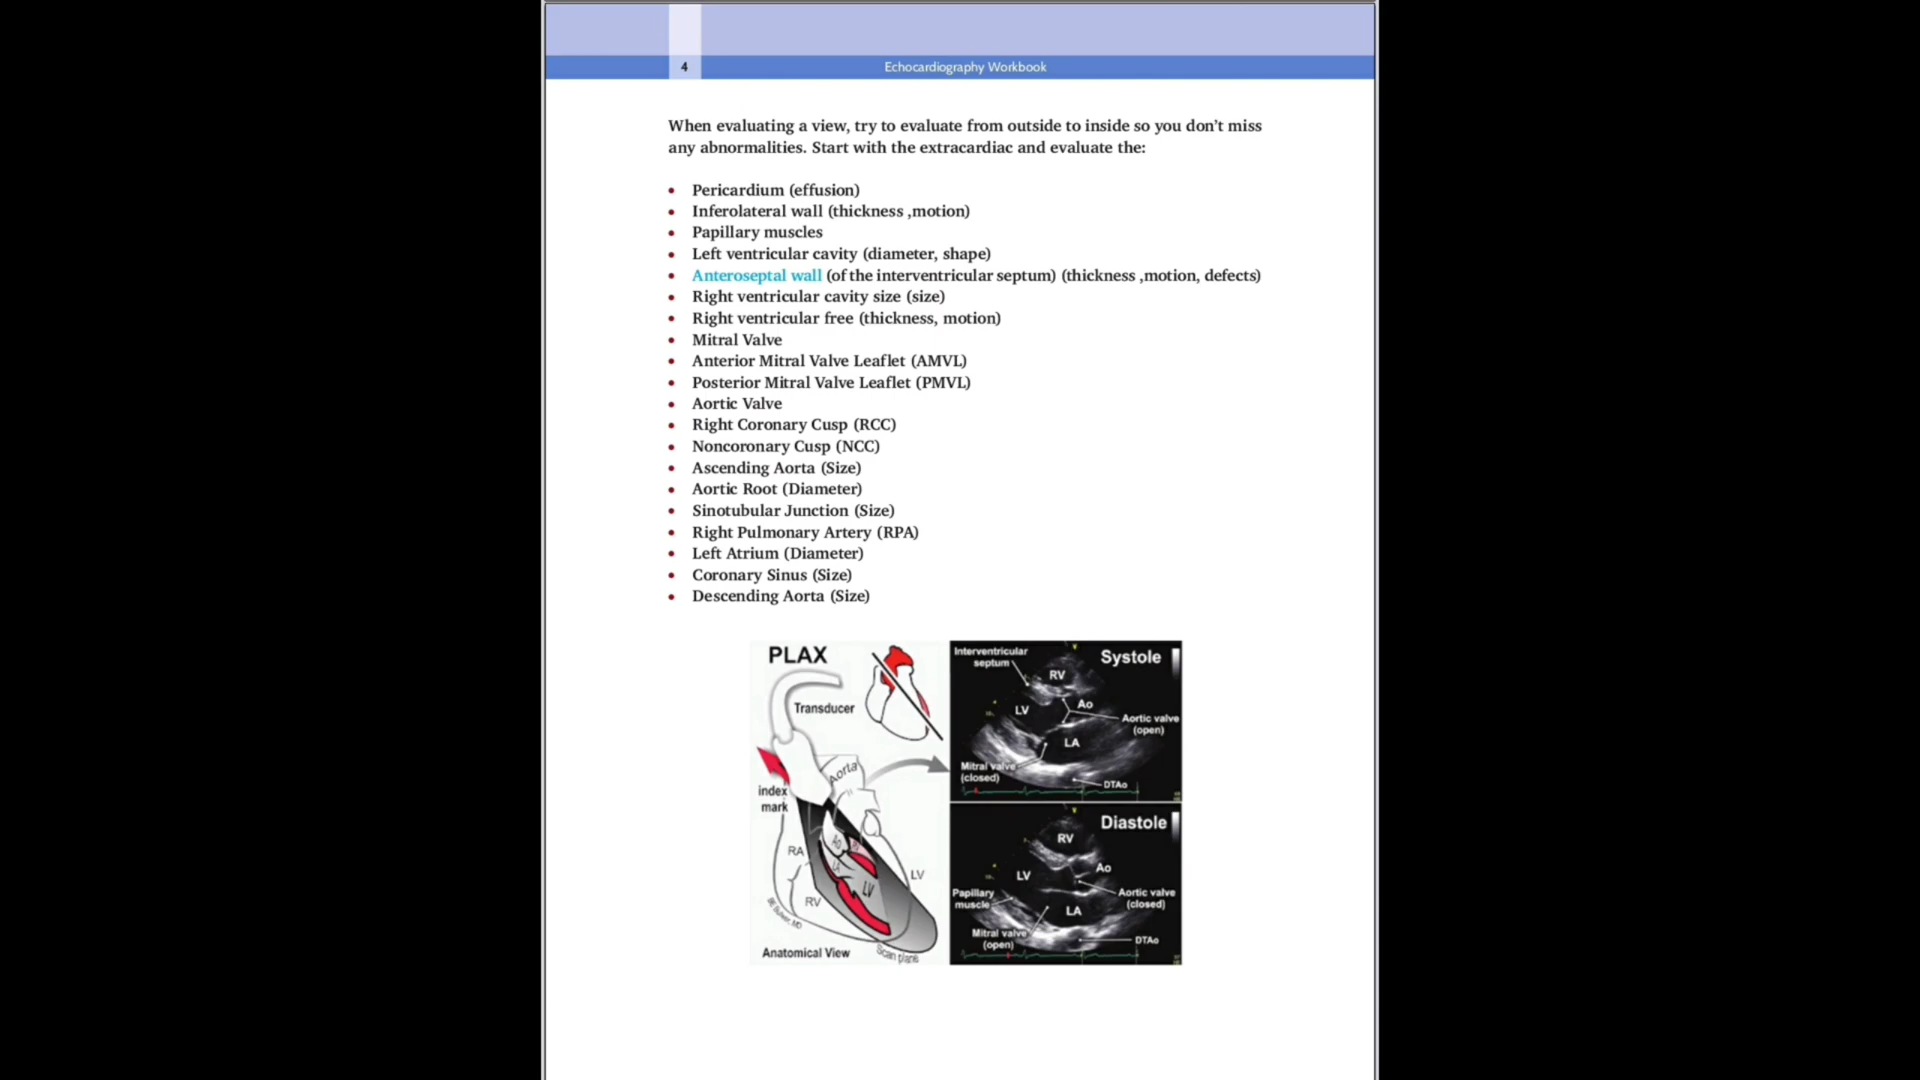 4
Echocardiography Workbook
When evaluating a view, try to evaluate from outside to inside so you don't miss
any abnormalities. Start with the extracardiac and evaluate the:
• Pericardium (effusion)
• Inferolateral wall (thickness ,motion)
• Papillary muscles
• Left ventricular cavity (diameter, shape)
• Anteroseptal wall (of the interventricular septum) (thickness ,motion, defects)
• Right ventricular cavity size (size)
• Right ventricular free (thickness, motion)
• Mitral Valve
• Anterior Mitral Valve Leaflet (AMVL)
• Posterior Mitral Valve Leaflet (PMVL)
• Aortic Valve
• Right Coronary Cusp (RCC)
• Noncoronary Cusp (NCC)
• Ascending Aorta (Size)
• Aortic Root (Diameter)
• Sinotubular Junction (Size)
• Right Pulmonary Artery (RPA)
• Left Atrium (Diameter)
• Coronary Sinus (Size)
• Descending Aorta (Size)
PLAX
Transducer
index
mark
Aorta
RA
Ao
LA
LV
LV
RV
BE Bulwer, MD
Anatomical View
Scan plane
Interventricular
septum
Systole
RV
LV
Ao
Aortic valve
(open)
LA
Mitral valve
(closed)
DTAo
Diastole
RV
LV
Ao
Papillary
muscle
Aortic valve
(closed)
LA
Mitral valve
(open)
DTAo